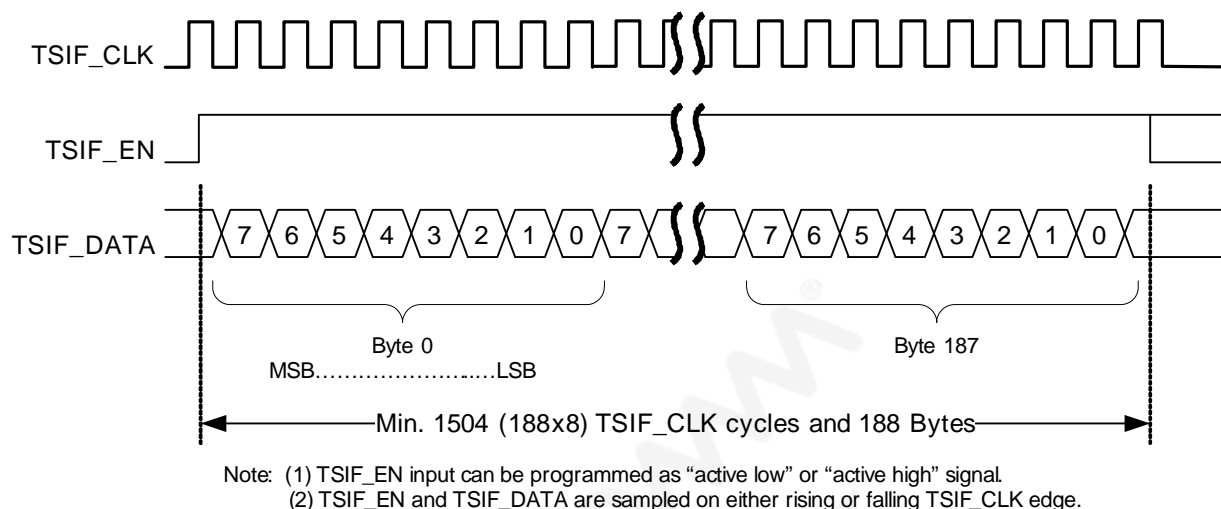 TSIF_CLK
TSIF_EN
TSIF_DATA
7 6 5 4 3 2 1 0 7 7 6 5 4 3 2 1 0
Byte 0 Byte 187
MSB..........................LSB
Min. 1504 (188x8) TSIF_CLK cycles and 188 Bytes
Note: (1) TSIF_EN input can be programmed as “active low” or “active high” signal.
(2) TSIF_EN and TSIF_DATA are sampled on either rising or falling TSIF_CLK edge.